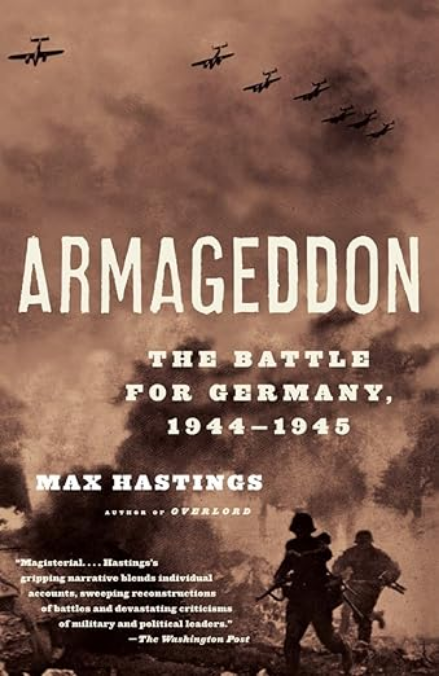 ARMAGEDDON
THE BATTLE
FOR GERMANY,
1944–1945
MAX HASTINGS
AUTHOR OF OVERLORD
"Magisterial. . . . Hastings's
gripping narrative blends individual
accounts, sweeping reconstructions
of battles and devastating criticisms
of military and political leaders."
—The Washington Post